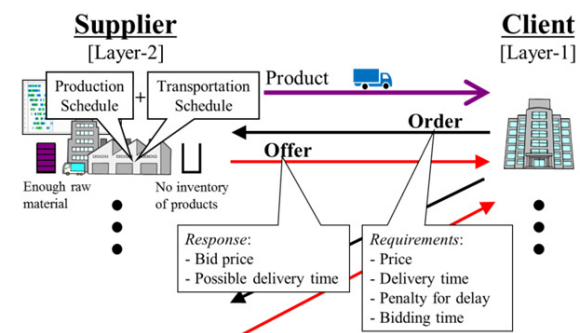 Supplier
[Layer-2]
Client
[Layer-1]
Production
Schedule
+
Transportation
Schedule
Product
Order
Offer
Enough raw
material
No inventory
of products
Response:
- Bid price
- Possible delivery time
Requirements:
- Price
- Delivery time
- Penalty for delay
- Bidding time